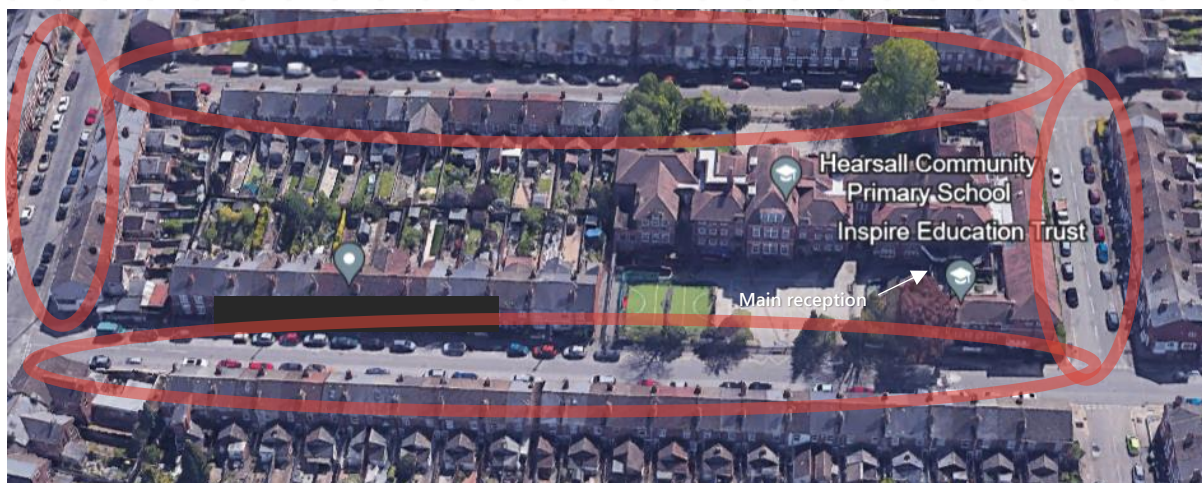 Hearsall Community
Primary School
Inspire Education Trust
Main reception